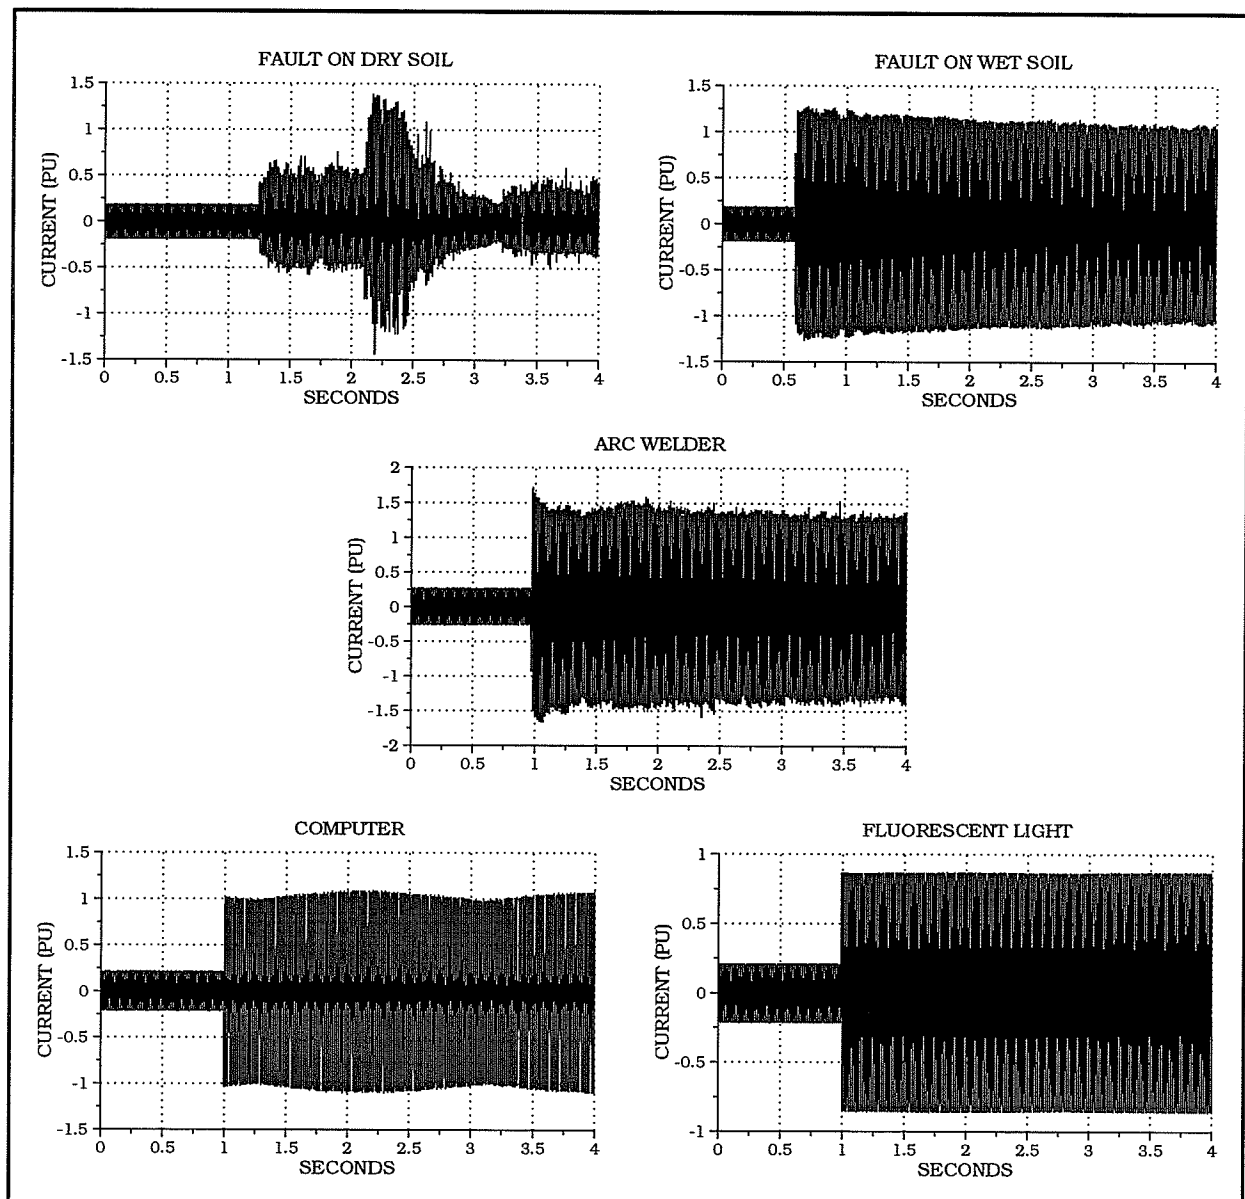 FAULT ON DRY SOIL
1.5
1
0.5
0
-0.5
-1
-1.5
CURRENT (PU)
0 0.5 1 1.5 2 2.5 3 3.5 4
SECONDS
FAULT ON WET SOIL
1.5
1
0.5
0
-0.5
-1
-1.5
CURRENT (PU)
0 0.5 1 1.5 2 2.5 3 3.5 4
SECONDS
ARC WELDER
2
1.5
1
0.5
0
-0.5
-1
-1.5
-2
CURRENT (PU)
0 0.5 1 1.5 2 2.5 3 3.5 4
SECONDS
COMPUTER
1.5
1
0.5
0
-0.5
-1
-1.5
CURRENT (PU)
0 0.5 1 1.5 2 2.5 3 3.5 4
SECONDS
FLUORESCENT LIGHT
1
0.5
0
-0.5
-1
CURRENT (PU)
0 0.5 1 1.5 2 2.5 3 3.5 4
SECONDS